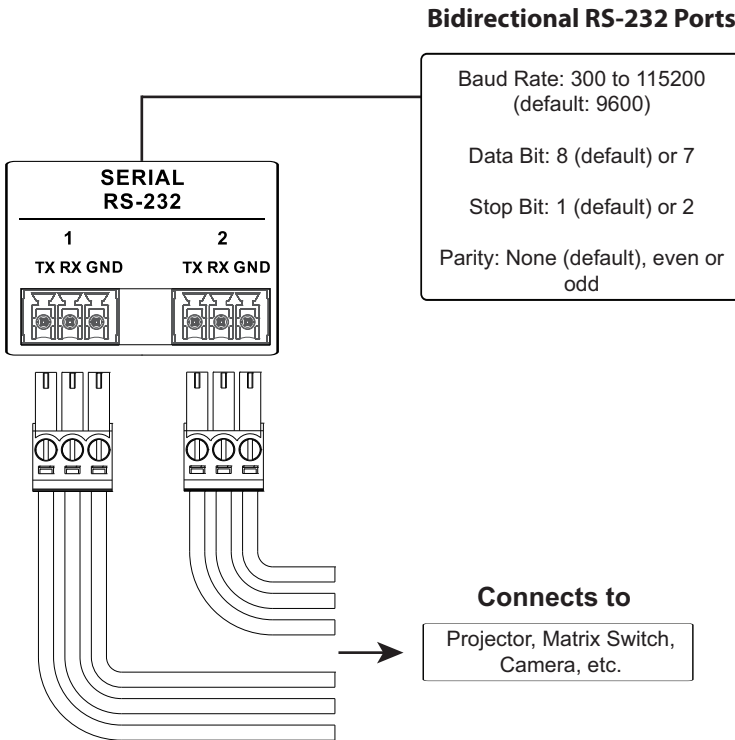 Bidirectional RS-232 Ports
Baud Rate: 300 to 115200
(default: 9600)
Data Bit: 8 (default) or 7
Stop Bit: 1 (default) or 2
Parity: None (default), even or
odd
SERIAL
RS-232
1 2
TX RX GND TX RX GND
Connects to
Projector, Matrix Switch,
Camera, etc.